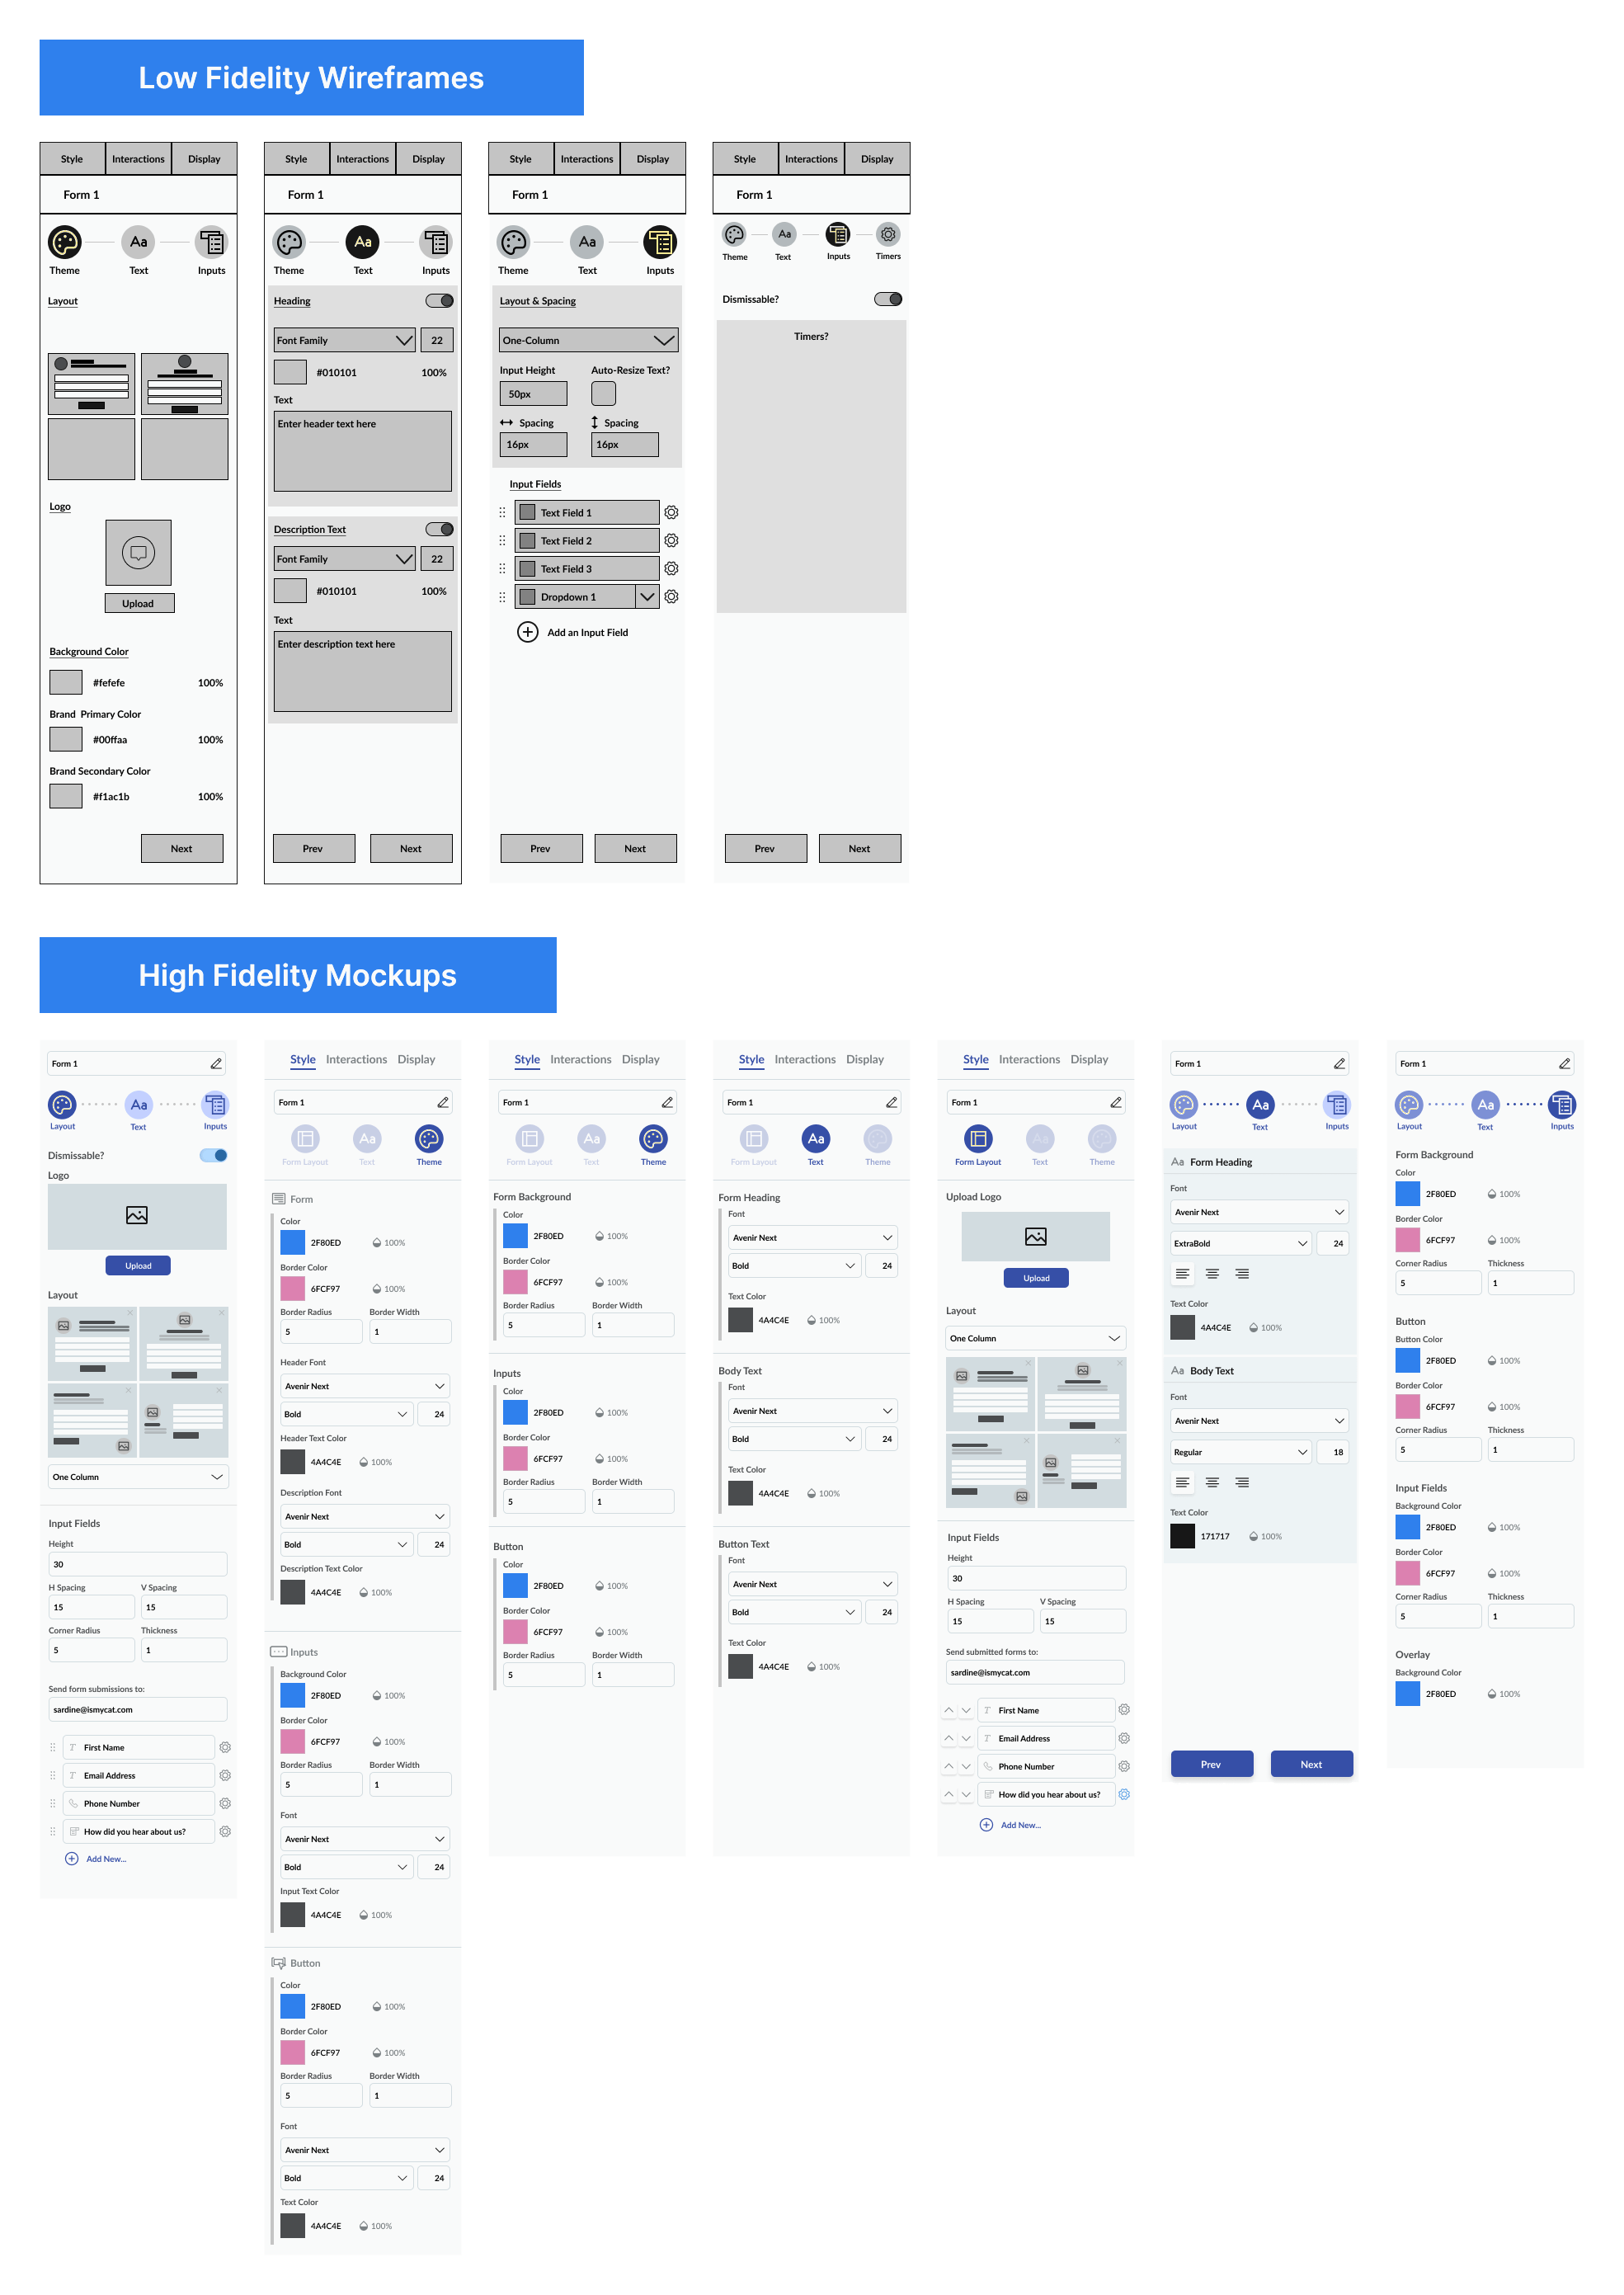 Low Fidelity Wireframes
Style Interactions Display
Form 1
Aa
Theme Text Inputs
Layout
Logo
Upload
Background Color
#fefefe 100%
Brand Primary Color
#00ffaa 100%
Brand Secondary Color
#f1ac1b 100%
Next
Style Interactions Display
Form 1
Aa
Theme Text Inputs
Heading
Font Family 22
#010101 100%
Text
Enter header text here
Description Text
Font Family 22
#010101 100%
Text
Enter description text here
Prev Next
Style Interactions Display
Form 1
Aa
Theme Text Inputs
Layout & Spacing
One-Column
Input Height Auto-Resize Text?
50px
Spacing Spacing
16px 16px
Input Fields
Text Field 1
Text Field 2
Text Field 3
Dropdown 1
Add an Input Field
Prev Next
Style Interactions Display
Form 1
Aa
Theme Text Inputs Timers
Dismissable?
Timers?
Prev Next
High Fidelity Mockups
Form 1
Aa
Layout Text Inputs
Dismissable?
Logo
Upload
Layout
One Column
Input Fields
Height
30
H Spacing V Spacing
15 15
Corner Radius Thickness
5 1
Send form submissions to:
sardine@ismycat.com
T First Name
T Email Address
Phone Number
How did you hear about us?
Add New...
Style Interactions Display
Form 1
Aa
Form Layout Text Theme
Form
Color
2F80ED 100%
Border Color
6FCF97 100%
Border Radius Border Width
5 1
Header Font
Avenir Next
Bold 24
Header Text Color
4A4C4E 100%
Description Font
Avenir Next
Bold 24
Description Text Color
4A4C4E 100%
Inputs
Background Color
2F80ED 100%
Border Color
6FCF97 100%
Border Radius Border Width
5 1
Font
Avenir Next
Bold 24
Input Text Color
4A4C4E 100%
Button
Color
2F80ED 100%
Border Color
6FCF97 100%
Border Radius Border Width
5 1
Font
Avenir Next
Bold 24
Text Color
4A4C4E 100%
Style Interactions Display
Form 1
Aa
Form Layout Text Theme
Form Background
Color
2F80ED 100%
Border Color
6FCF97 100%
Border Radius Border Width
5 1
Inputs
Color
2F80ED 100%
Border Color
6FCF97 100%
Border Radius Border Width
5 1
Button
Color
2F80ED 100%
Border Color
6FCF97 100%
Border Radius Border Width
5 1
Style Interactions Display
Form 1
Aa
Form Layout Text Theme
Form Heading
Font
Avenir Next
Bold 24
Text Color
4A4C4E 100%
Body Text
Font
Avenir Next
Bold 24
Text Color
4A4C4E 100%
Button Text
Font
Avenir Next
Bold 24
Text Color
4A4C4E 100%
Style Interactions Display
Form 1
Aa
Form Layout Text Theme
Upload Logo
Upload
Layout
One Column
Input Fields
Height
30
H Spacing V Spacing
15 15
Send submitted forms to:
sardine@ismycat.com
T First Name
T Email Address
Phone Number
How did you hear about us?
Add New...
Form 1
Aa
Layout Text Inputs
Aa Form Heading
Font
Avenir Next
ExtraBold 24
Text Color
4A4C4E 100%
Aa Body Text
Font
Avenir Next
Regular 18
Text Color
171717 100%
Prev Next
Form 1
Aa
Layout Text Inputs
Form Background
Color
2F80ED 100%
Border Color
6FCF97 100%
Corner Radius Thickness
5 1
Button
Button Color
2F80ED 100%
Border Color
6FCF97 100%
Corner Radius Thickness
5 1
Input Fields
Background Color
2F80ED 100%
Border Color
6FCF97 100%
Corner Radius Thickness
5 1
Overlay
Background Color
2F80ED 100%